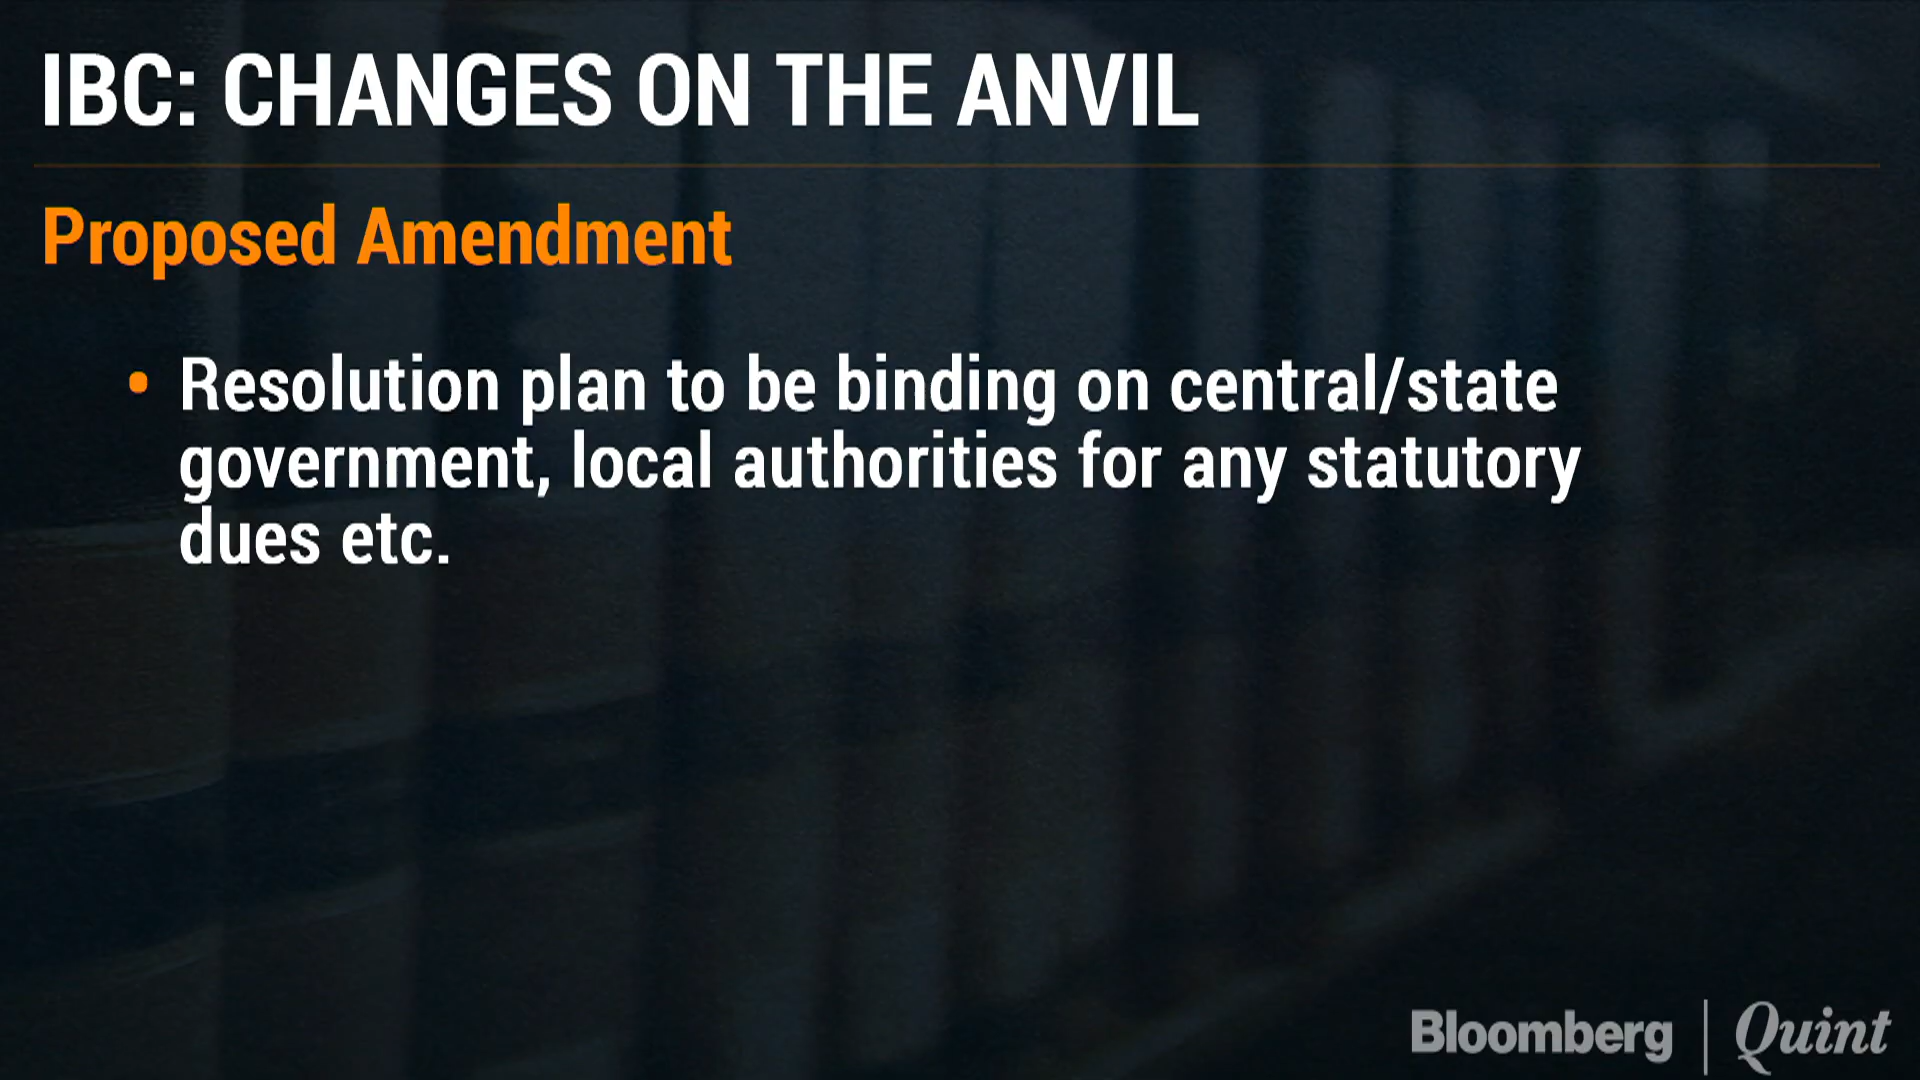 IBC: CHANGES ON THE ANVIL
Proposed Amendment
• Resolution plan to be binding on central/state
government, local authorities for any statutory
dues etc.
Bloomberg | Quint